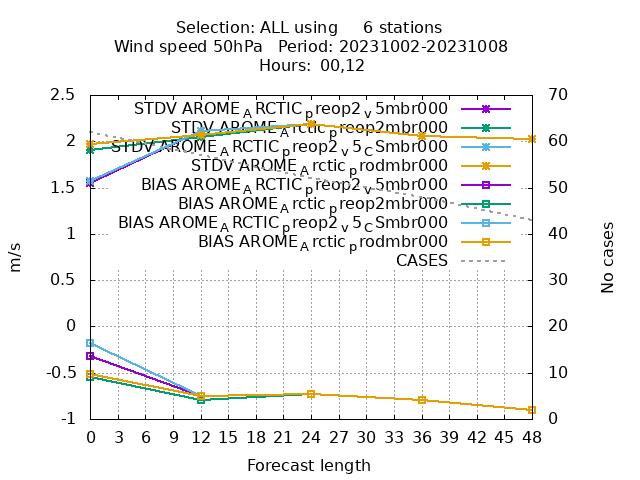 Selection: ALL using     6 stations
Wind speed 50hPa   Period: 20231002-20231008
Hours:  00,12
2.5
2
1.5
1
0.5
0
-0.5
-1
m/s
70
60
50
40
30
20
10
0
No cases
STDV AROME_ARCTIC_preop2_v5mbr000
STDV AROME_Arctic_preop2mbr000
STDV AROME_ARCTIC_preop2_v5_CSmbr000
STDV AROME_Arctic_prodmbr000
BIAS AROME_ARCTIC_preop2_v5mbr000
BIAS AROME_Arctic_preop2mbr000
BIAS AROME_ARCTIC_preop2_v5_CSmbr000
BIAS AROME_Arctic_prodmbr000
CASES
0 3 6 9 12 15 18 21 24 27 30 33 36 39 42 45 48
Forecast length